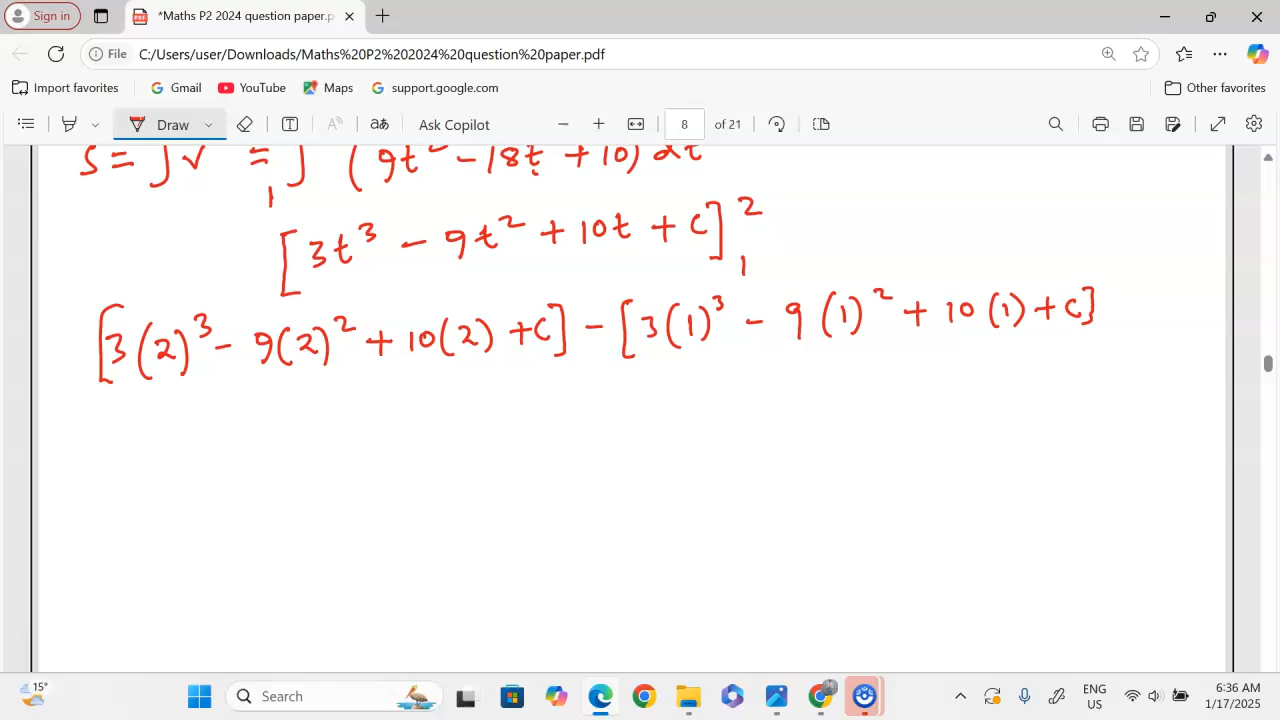 Sign in
*Maths P2 2024 question paper.p
File C:/Users/user/Downloads/Maths%20P2%202024%20question%20paper.pdf
Import favorites Gmail YouTube Maps support.google.com Other favorites
Draw Ask Copilot 8 of 21
S = ∫ v = ∫₁ (9t² - 18t + 10) dt
[3t³ - 9t² + 10t + C]²₁
[3(2)³ - 9(2)² + 10(2) + C] - [3(1)³ - 9(1)² + 10(1) + C]
15°
Search
ENG
US
6:36 AM
1/17/2025